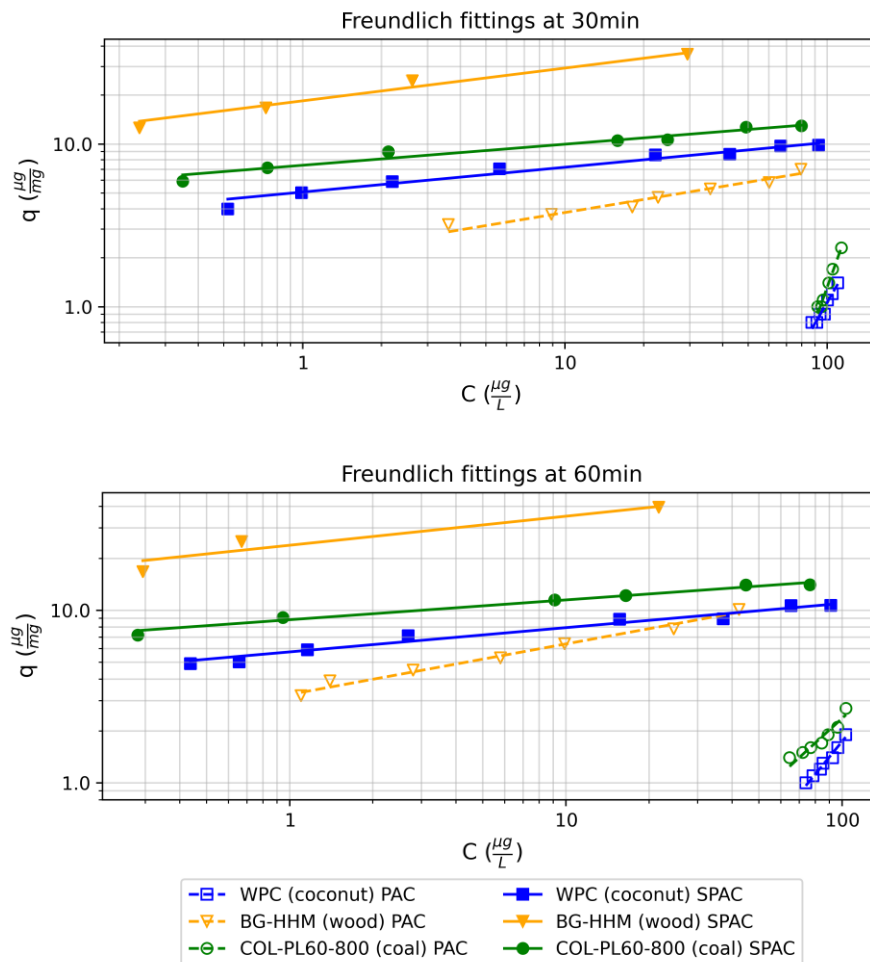 Freundlich fittings at 30min
10.0
1.0
q (μg/mg)
1
10
100
C (μg/L)
Freundlich fittings at 60min
10.0
1.0
q (μg/mg)
1
10
100
C (μg/L)
WPC (coconut) PAC
WPC (coconut) SPAC
BG-HHM (wood) PAC
BG-HHM (wood) SPAC
COL-PL60-800 (coal) PAC
COL-PL60-800 (coal) SPAC